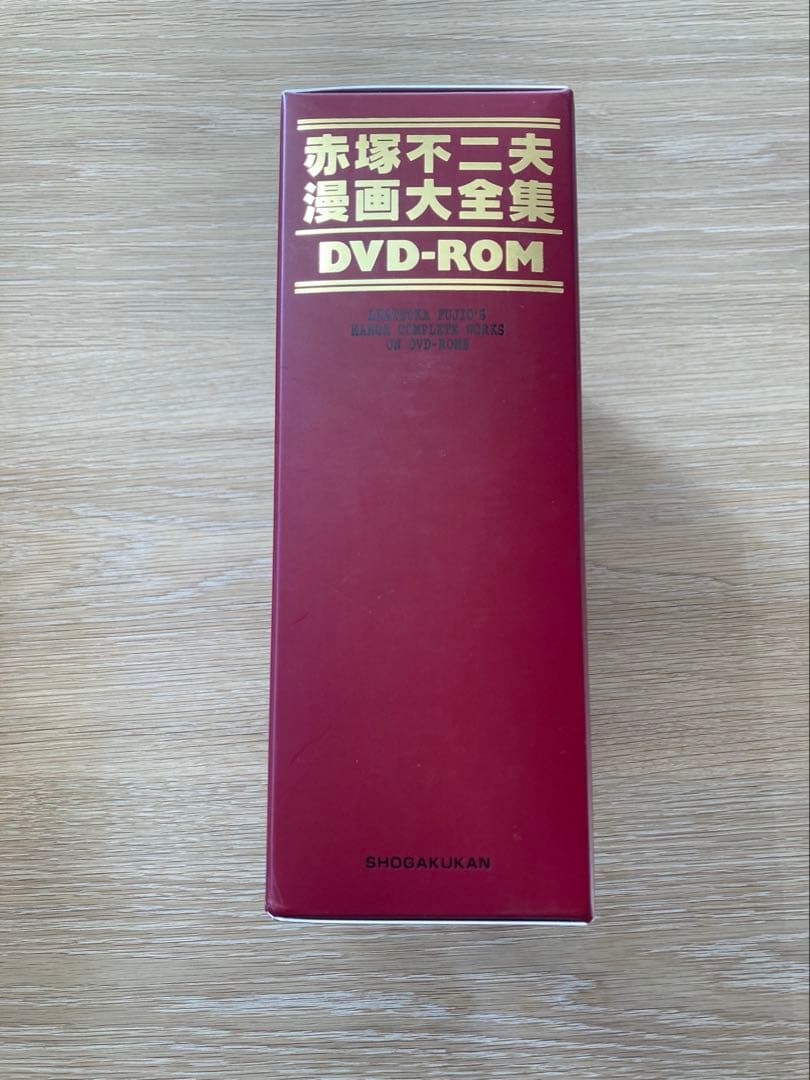 赤塚不二夫
漫画大全集
DVD-ROM
AKATSUKA FUJIO'S
MANGA COMPLETE WORKS
ON DVD-ROMS
SHOGAKUKAN